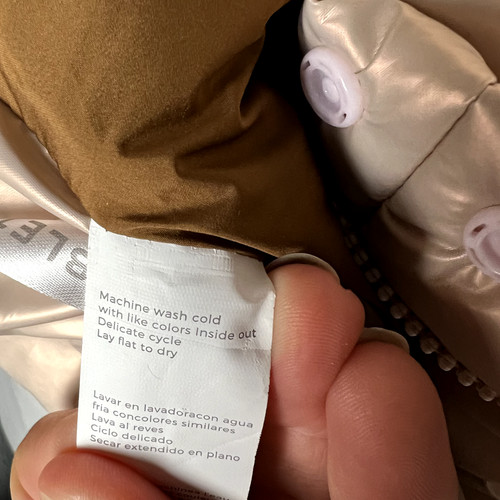 Machine wash cold
with like colors Inside out
Delicate cycle
Lay flat to dry
Lavar en lavadoracon agua
fria concolores similares
Lava al reves
Ciclo delicado
Secar extendido en plano